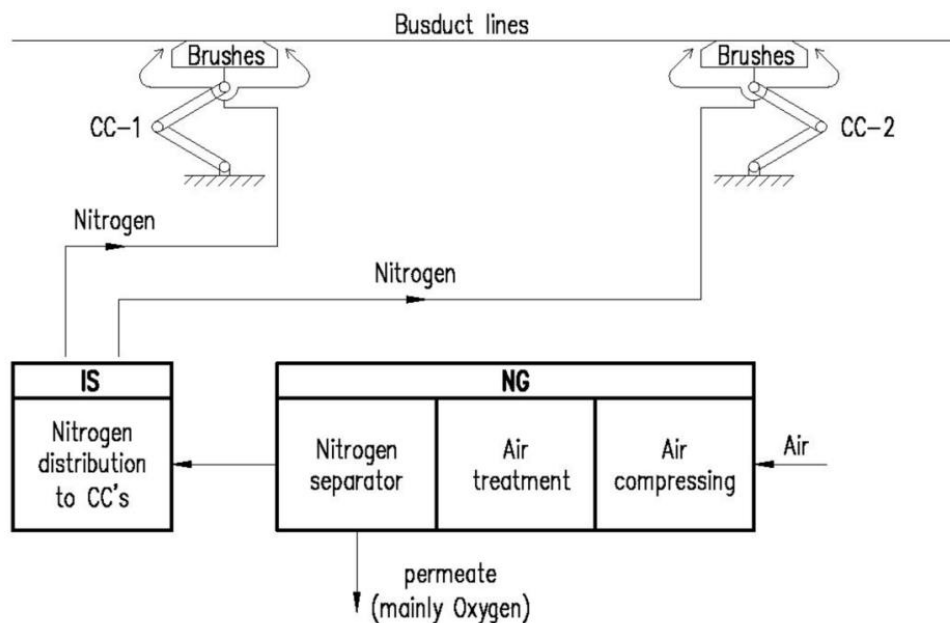 Busduct lines
Brushes
Brushes
CC-1
CC-2
Nitrogen
Nitrogen
IS
NG
Nitrogen
distribution
to CC's
Nitrogen
separator
Air
treatment
Air
compressing
Air
permeate
(mainly Oxygen)